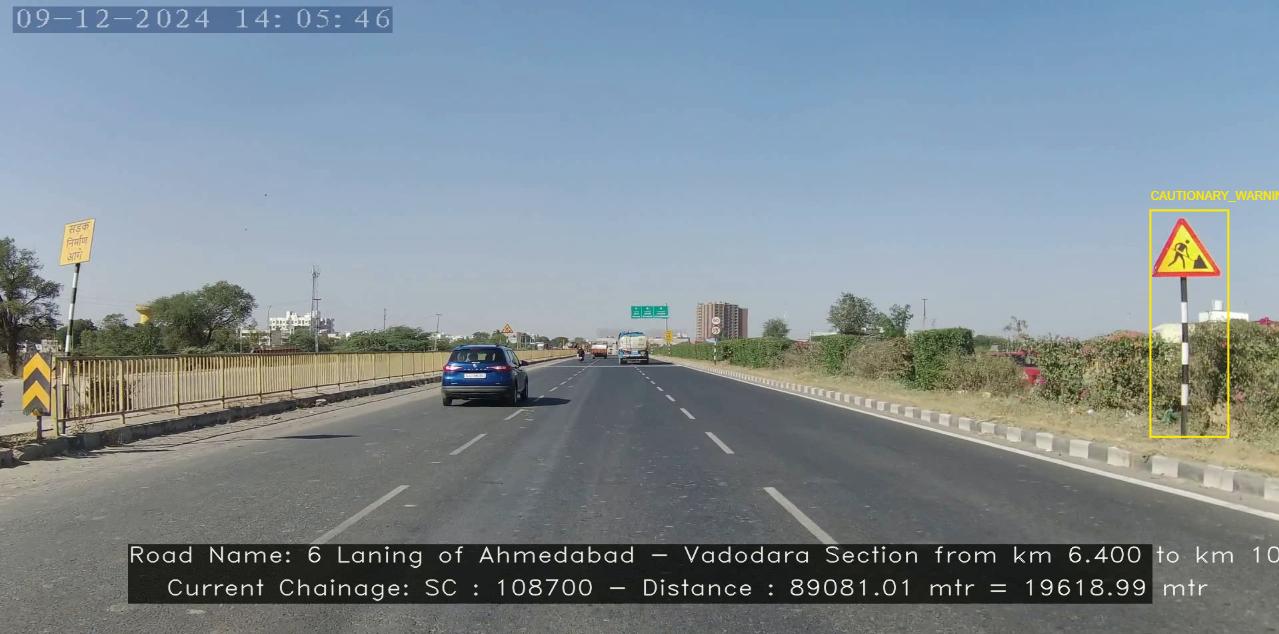 09-12-2024 14:05:46
CAUTIONARY_WARNIN
सड़क
निर्माण
आगे
Road Name: 6 Laning of Ahmedabad - Vadodara Section from km 6.400 to km 10
Current Chainage: SC : 108700 - Distance : 89081.01 mtr = 19618.99 mtr